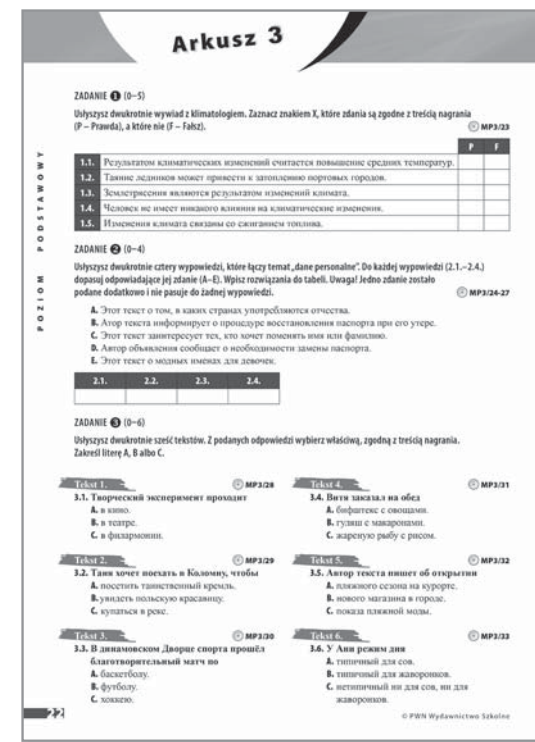 Arkusz 3
ZADANIE 1 (0–5)
Usłyszysz dwukrotnie wywiad z klimatologiem. Zaznacz znakiem X, które zdania są zgodne z treścią nagrania
(P – Prawda), a które nie (F – Fałsz).
MP3/23
P F
1.1. Результатом климатических изменений считается повышение средних температур.
1.2. Таяние ледников может привести к затоплению портовых городов.
1.3. Землетрясения являются результатом изменений климата.
1.4. Человек не имеет никакого влияния на климатические изменения.
1.5. Изменения климата связаны со сжиганием топлива.
POZIOM PODSTAWOWY
ZADANIE 2 (0–4)
Usłyszysz dwukrotnie cztery wypowiedzi, które łączy temat „dane personalne”. Do każdej wypowiedzi (2.1.–2.4.)
dopasuj odpowiadające jej zdanie (A–E). Wpisz rozwiązania do tabeli. Uwaga! Jedno zdanie zostało
podane dodatkowo i nie pasuje do żadnej wypowiedzi.
MP3/24-27
A. Этот текст о том, в каких странах употребляются отчества.
B. Атор текста информирует о процедуре восстановления паспорта при его утере.
C. Этот текст заинтересует тех, кто хочет поменять имя или фамилию.
D. Автор объявления сообщает о необходимости замены паспорта.
E. Этот текст о модных именах для девочек.
2.1. 2.2. 2.3. 2.4.
ZADANIE 3 (0–6)
Usłyszysz dwukrotnie sześć tekstów. Z podanych odpowiedzi wybierz właściwą, zgodną z treścią nagrania.
Zakreśl literę A, B albo C.
Tekst 1. MP3/28
3.1. Творческий эксперимент проходит
A. в кино.
B. в театре.
C. в филармонии.
Tekst 2. MP3/29
3.2. Таня хочет поехать в Коломну, чтобы
A. посетить таинственный кремль.
B. увидеть польскую красавицу.
C. купаться в реке.
Tekst 3. MP3/30
3.3. В динамовском Дворце спорта прошёл
благотворительный матч по
A. баскетболу.
B. футболу.
C. хоккею.
Tekst 4. MP3/31
3.4. Витя заказал на обед
A. бифштекс с овощами.
B. гуляш с макаронами.
C. жареную рыбу с рисом.
Tekst 5. MP3/32
3.5. Автор текста пишет об открытии
A. пляжного сезона на курорте.
B. нового магазина в городе.
C. показа пляжной моды.
Tekst 6. MP3/33
3.6. У Ани режим дня
A. типичный для сов.
B. типичный для жаворонков.
C. нетипичный ни для сов, ни для
жаворонков.
22
© PWN Wydawnictwo Szkolne